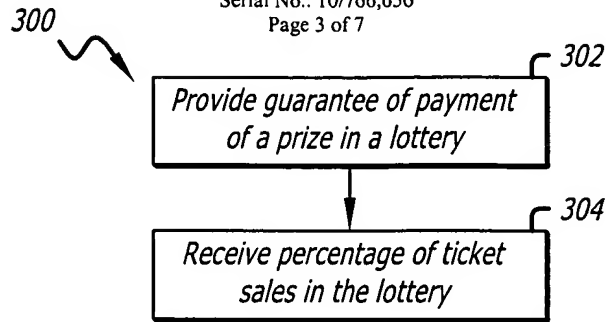 Page 3 of 7
300
302
Provide guarantee of payment
of a prize in a lottery
304
Receive percentage of ticket
sales in the lottery